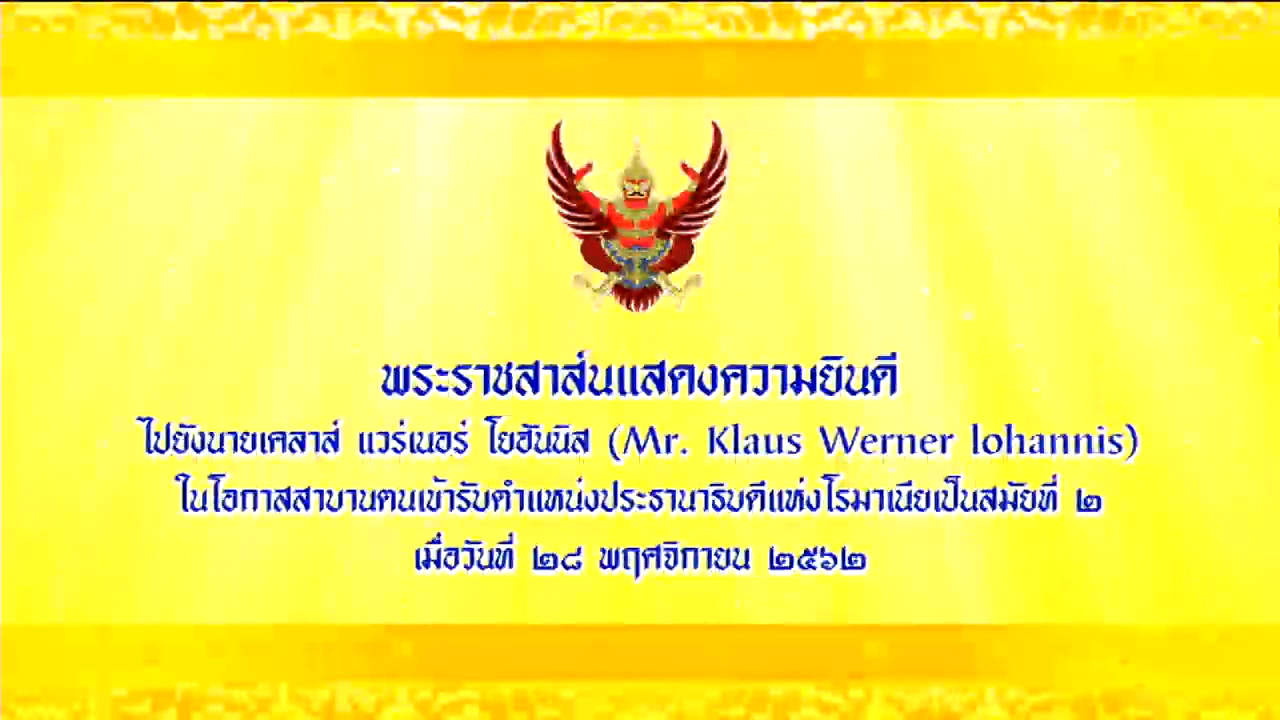 พระราชสาส์นแสดงความยินดี
ไปยังนายเคลาส์ แวร์เนอร์ โยฮันนิส (Mr. Klaus Werner lohannis)
ในโอกาสสาบานตนเข้ารับตำแหน่งประธานาธิบดีแห่งโรมาเนียเป็นสมัยที่ ๒
เมื่อวันที่ ๒๘ พฤศจิกายน ๒๕๖๒